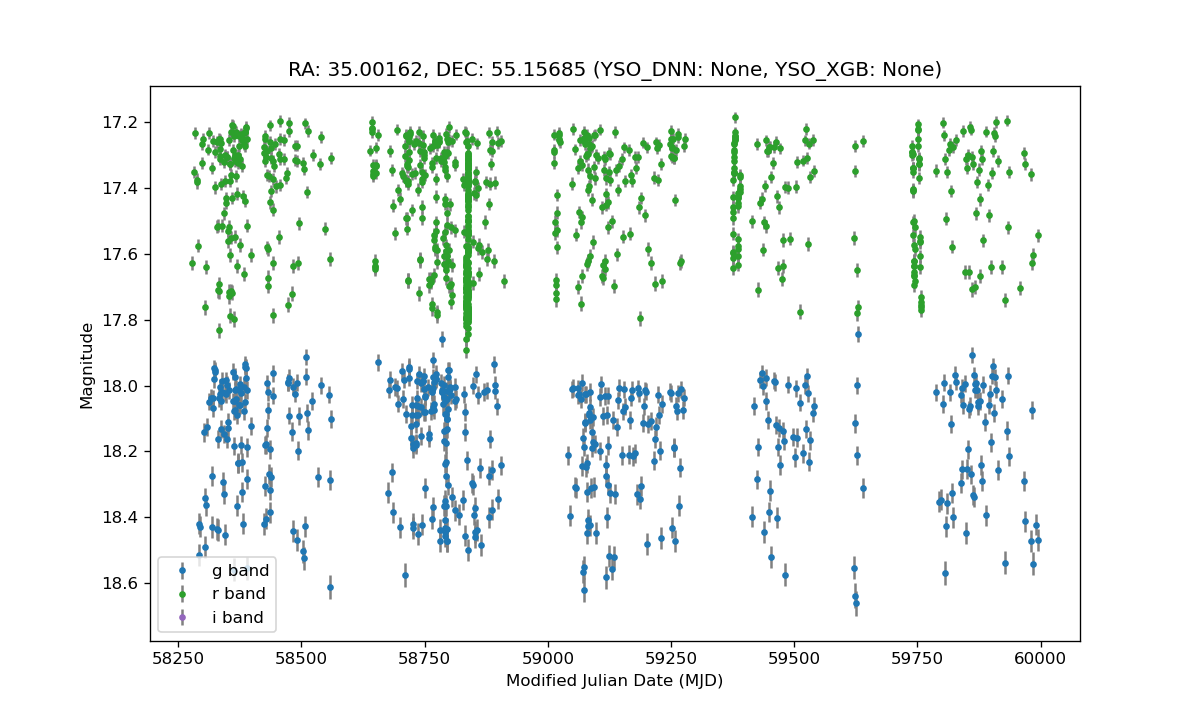 RA: 35.00162, DEC: 55.15685 (YSO_DNN: None, YSO_XGB: None)
Magnitude
17.2
17.4
17.6
17.8
18.0
18.2
18.4
18.6
g band
r band
i band
58250
58500
58750
59000
59250
59500
59750
60000
Modified Julian Date (MJD)